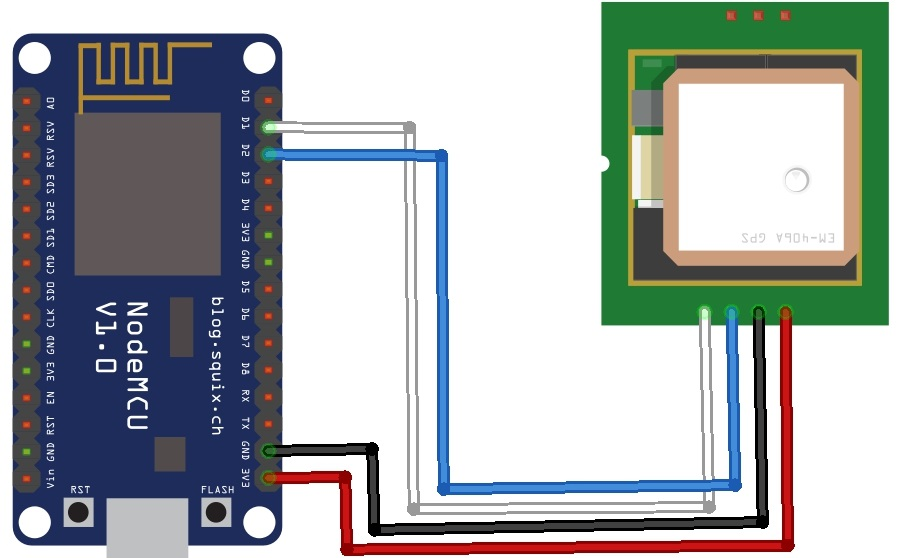 A0
RSV
RSV
SD3
SD2
SD1
CMD
SD0
CLK
GND
3V3
EN
RST
GND
Vin
D0
D1
D2
D3
D4
3V3
GND
D5
D6
D7
D8
RX
TX
GND
3V3
NodeMCU
V1.0
blog.squix.ch
RST
FLASH
EM-406A GPS